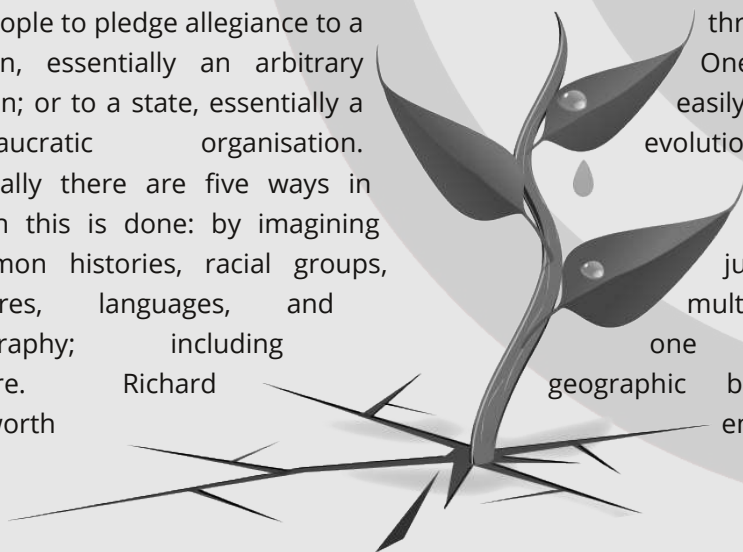 ople to pledge allegiance to a
n, essentially an arbitrary
n; or to a state, essentially a
aucratic organisation.
ally there are five ways in
n this is done: by imagining
mon histories, racial groups,
res, languages, and
raphy; including
re. Richard
orth
thr
One
easily
evolutio
ju
mult
one
geographic b
en